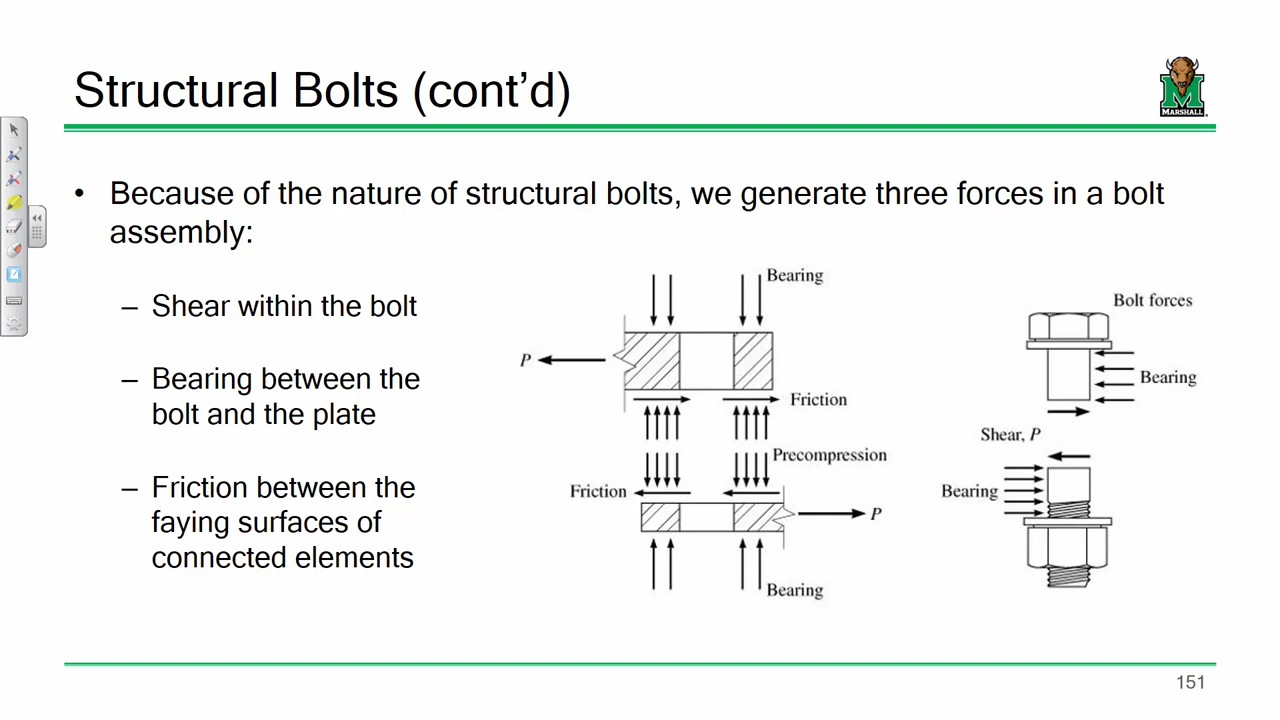 Structural Bolts (cont’d)
MARSHALL
• Because of the nature of structural bolts, we generate three forces in a bolt
assembly:
– Shear within the bolt
– Bearing between the
bolt and the plate
– Friction between the
faying surfaces of
connected elements
Bearing
P
Friction
Precompression
Friction
P
Bearing
Bolt forces
Bearing
Shear, P
Bearing
151